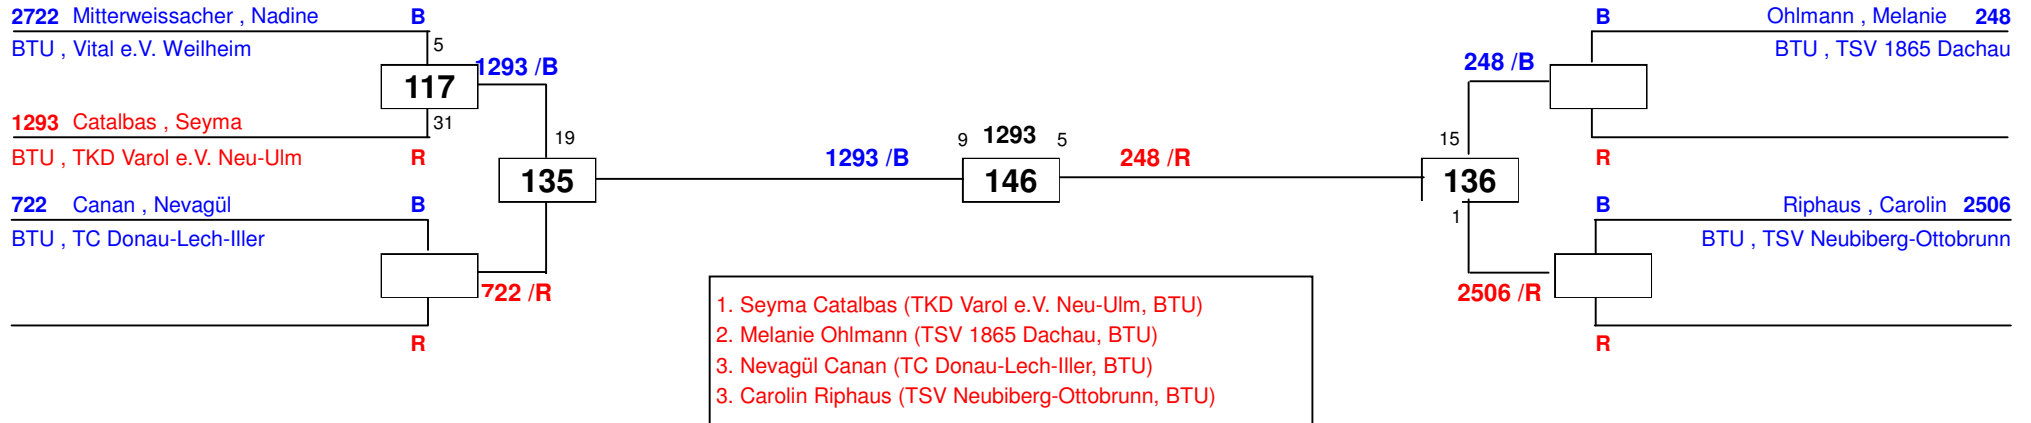 2722 Mitterweissacher , Nadine B
BTU , Vital e.V. Weilheim
5
117
1293 /B
1293 Catalbas , Seyma
31
BTU , TKD Varol e.V. Neu-Ulm R
19
135
722 Canan , Nevagül B
BTU , TC Donau-Lech-Iller
722 /R
R
1293 /B
9 1293 5
146
248 /R
B Ohlmann , Melanie 248
BTU , TSV 1865 Dachau
248 /B
15
R
136
1
B Riphaus , Carolin 2506
BTU , TSV Neubiberg-Ottobrunn
2506 /R
R
1. Seyma Catalbas (TKD Varol e.V. Neu-Ulm, BTU)
2. Melanie Ohlmann (TSV 1865 Dachau, BTU)
3. Nevagül Canan (TC Donau-Lech-Iller, BTU)
3. Carolin Riphaus (TSV Neubiberg-Ottobrunn, BTU)